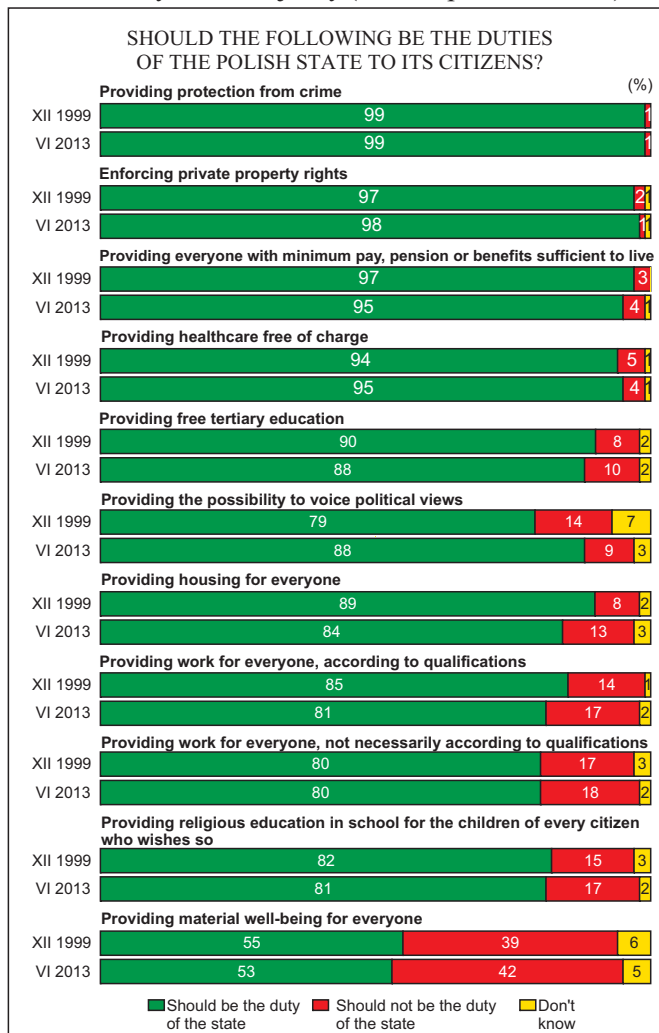 SHOULD THE FOLLOWING BE THE DUTIES
OF THE POLISH STATE TO ITS CITIZENS?
(%)
Providing protection from crime
XII 1999 99 1
VI 2013 99 1
Enforcing private property rights
XII 1999 97 2 1
VI 2013 98 1 1
Providing everyone with minimum pay, pension or benefits sufficient to live
XII 1999 97 3
VI 2013 95 4 1
Providing healthcare free of charge
XII 1999 94 5 1
VI 2013 95 4 1
Providing free tertiary education
XII 1999 90 8 2
VI 2013 88 10 2
Providing the possibility to voice political views
XII 1999 79 14 7
VI 2013 88 9 3
Providing housing for everyone
XII 1999 89 8 2
VI 2013 84 13 3
Providing work for everyone, according to qualifications
XII 1999 85 14 1
VI 2013 81 17 2
Providing work for everyone, not necessarily according to qualifications
XII 1999 80 17 3
VI 2013 80 18 2
Providing religious education in school for the children of every citizen
who wishes so
XII 1999 82 15 3
VI 2013 81 17 2
Providing material well-being for everyone
XII 1999 55 39 6
VI 2013 53 42 5
Should be the duty Should not be the duty Don't
of the state of the state know